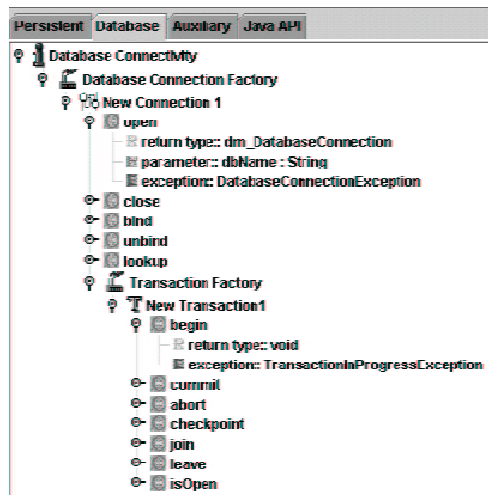 Persistent Database Auxiliary Java API
Database Connectivity
Database Connection Factory
New Connection 1
open
return type:: dm_DatabaseConnection
parameter:: dbName : String
exception:: DatabaseConnectionException
close
bind
unbind
lookup
Transaction Factory
New Transaction1
begin
return type:: void
exception:: TransactionInProgressException
commit
abort
checkpoint
join
leave
isOpen